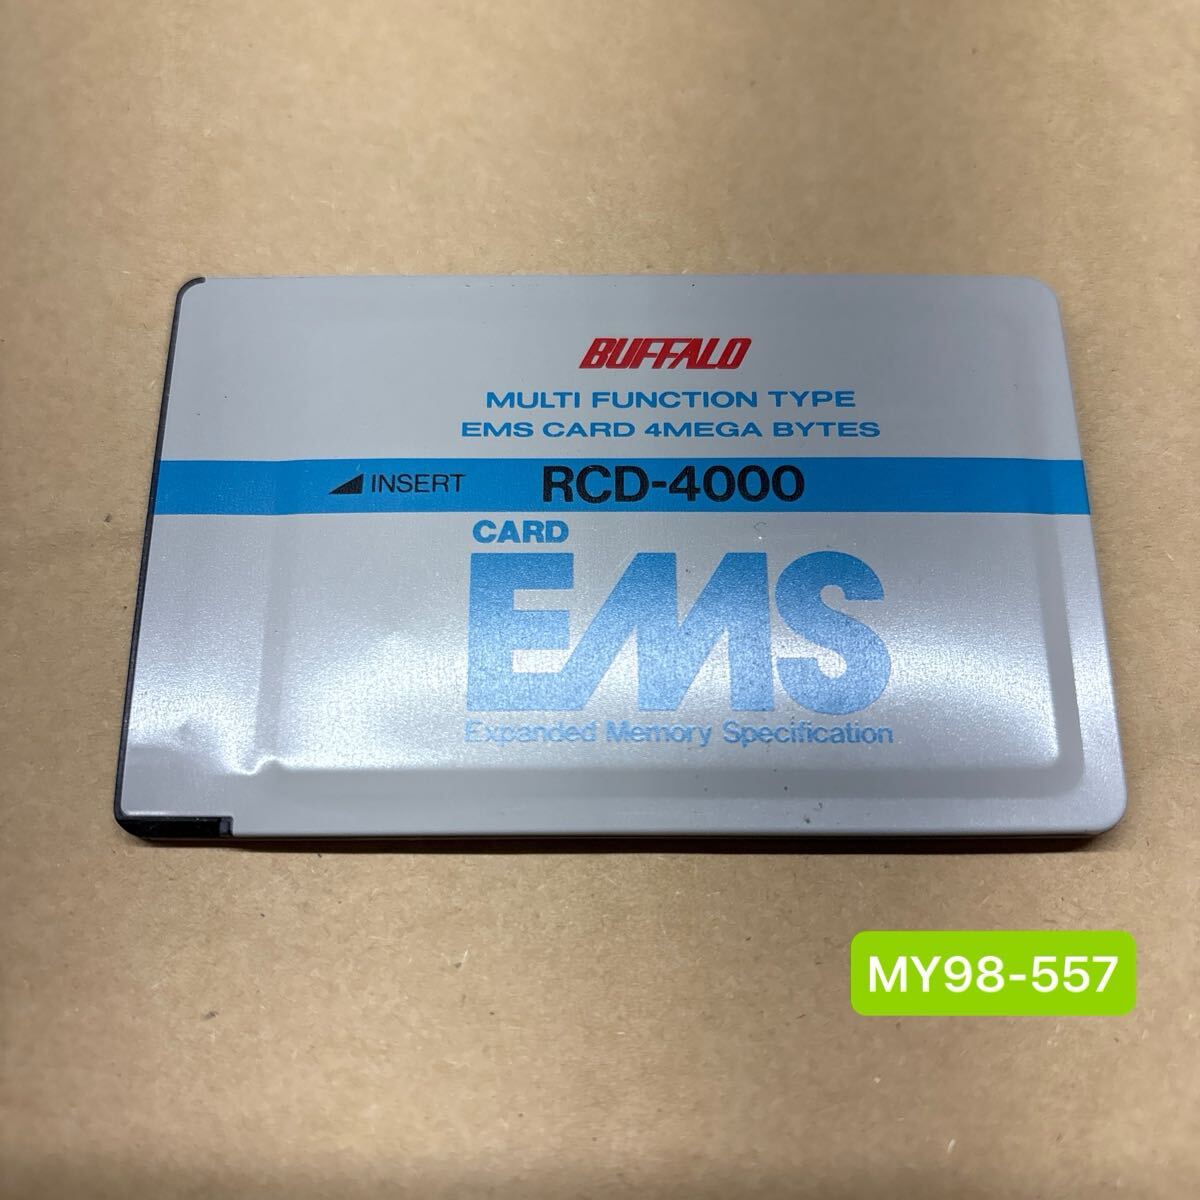 BUFFALO
MULTI FUNCTION TYPE
EMS CARD 4MEGA BYTES
INSERT RCD-4000
CARD
EMS
Expanded Memory Specification
MY98-557